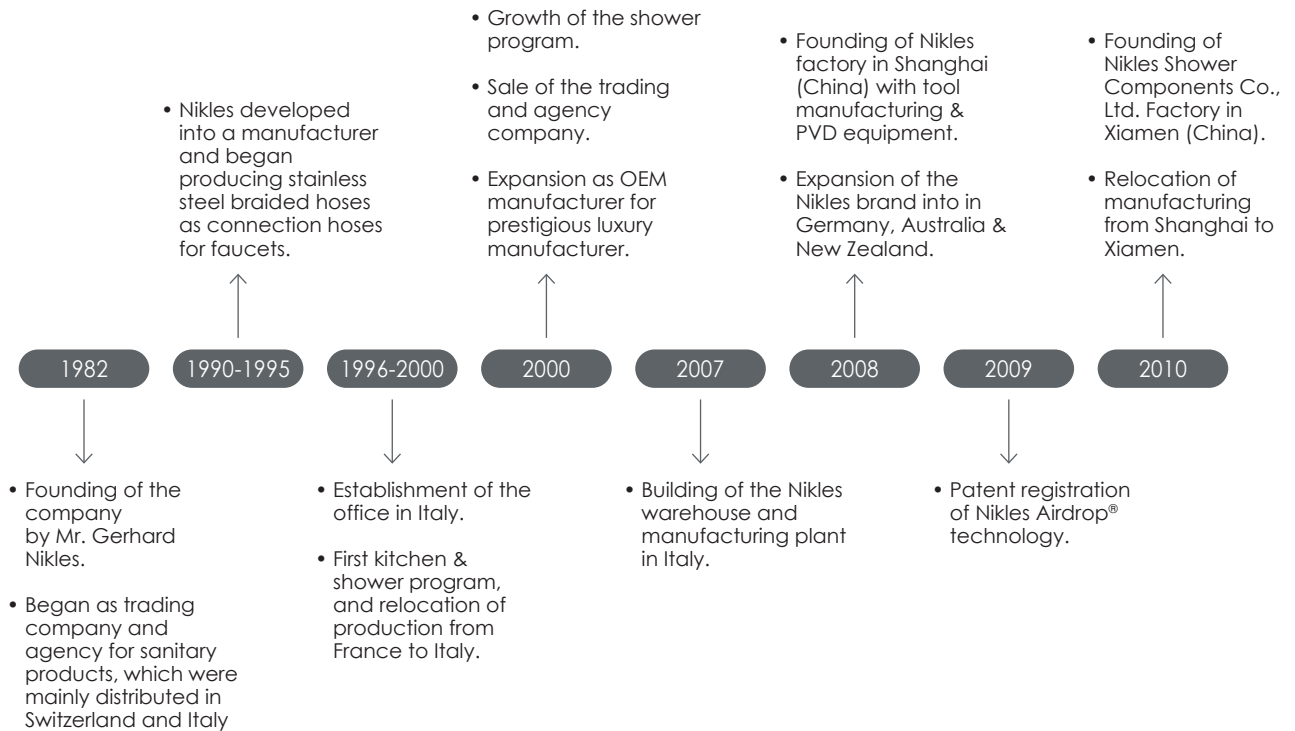 • Nikles developed
into a manufacturer
and began
producing stainless
steel braided hoses
as connection hoses
for faucets.
• Growth of the shower
program.
• Sale of the trading
and agency
company.
• Expansion as OEM
manufacturer for
prestigious luxury
manufacturer.
• Founding of Nikles
factory in Shanghai
(China) with tool
manufacturing &
PVD equipment.
• Expansion of the
Nikles brand into in
Germany, Australia &
New Zealand.
• Founding of
Nikles Shower
Components Co.,
Ltd. Factory in
Xiamen (China).
• Relocation of
manufacturing
from Shanghai to
Xiamen.
1982
1990-1995
1996-2000
2000
2007
2008
2009
2010
• Founding of the
company
by Mr. Gerhard
Nikles.
• Began as trading
company and
agency for sanitary
products, which were
mainly distributed in
Switzerland and Italy
• Establishment of the
office in Italy.
• First kitchen &
shower program,
and relocation of
production from
France to Italy.
• Building of the Nikles
warehouse and
manufacturing plant
in Italy.
• Patent registration
of Nikles Airdrop®
technology.